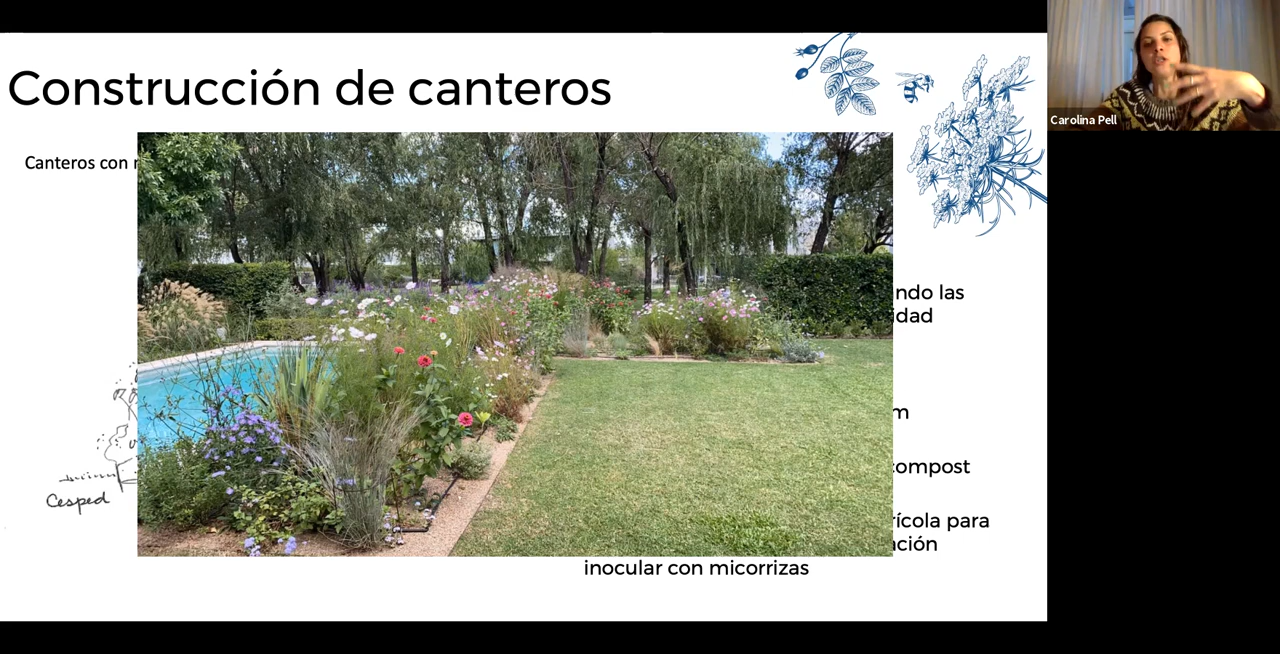 Construcción de canteros
Carolina Pell
Canteros con
ndo las
idad
m
compost
Cesped
rícola para
ación
inocular con micorrizas